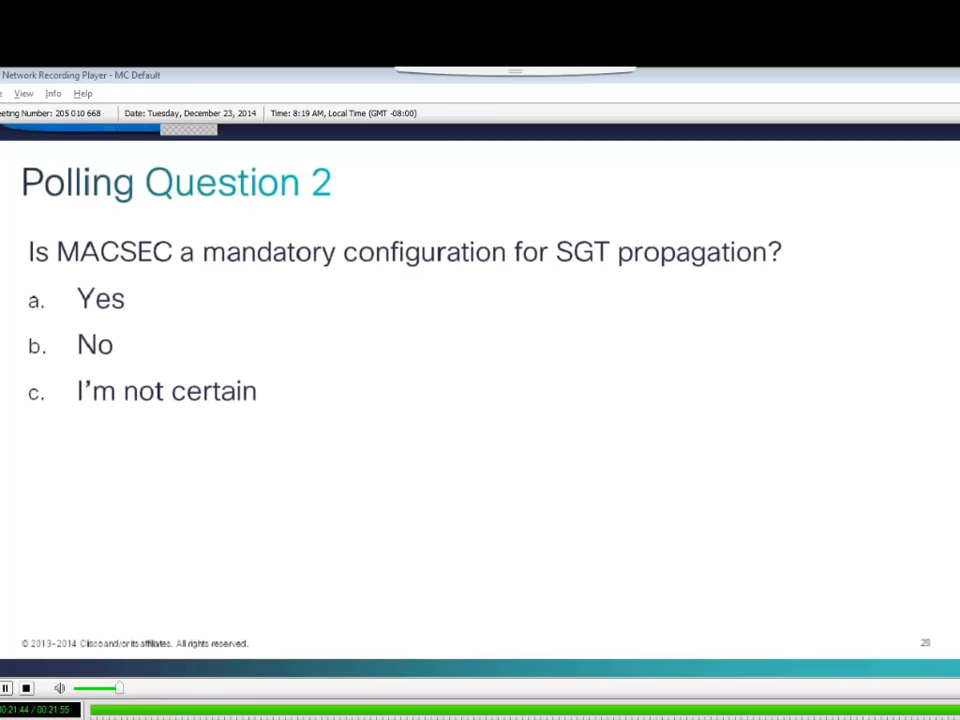 Network Recording Player - MC Default
View Info Help
eeting Number: 205 010 668 Date: Tuesday, December 23, 2014 Time: 8:19 AM, Local Time (GMT -08:00)
Polling Question 2
Is MACSEC a mandatory configuration for SGT propagation?
a. Yes
b. No
c. I'm not certain
© 2013-2014 Cisco and/or its affiliates. All rights reserved.
28
00:21:44 / 00:21:55